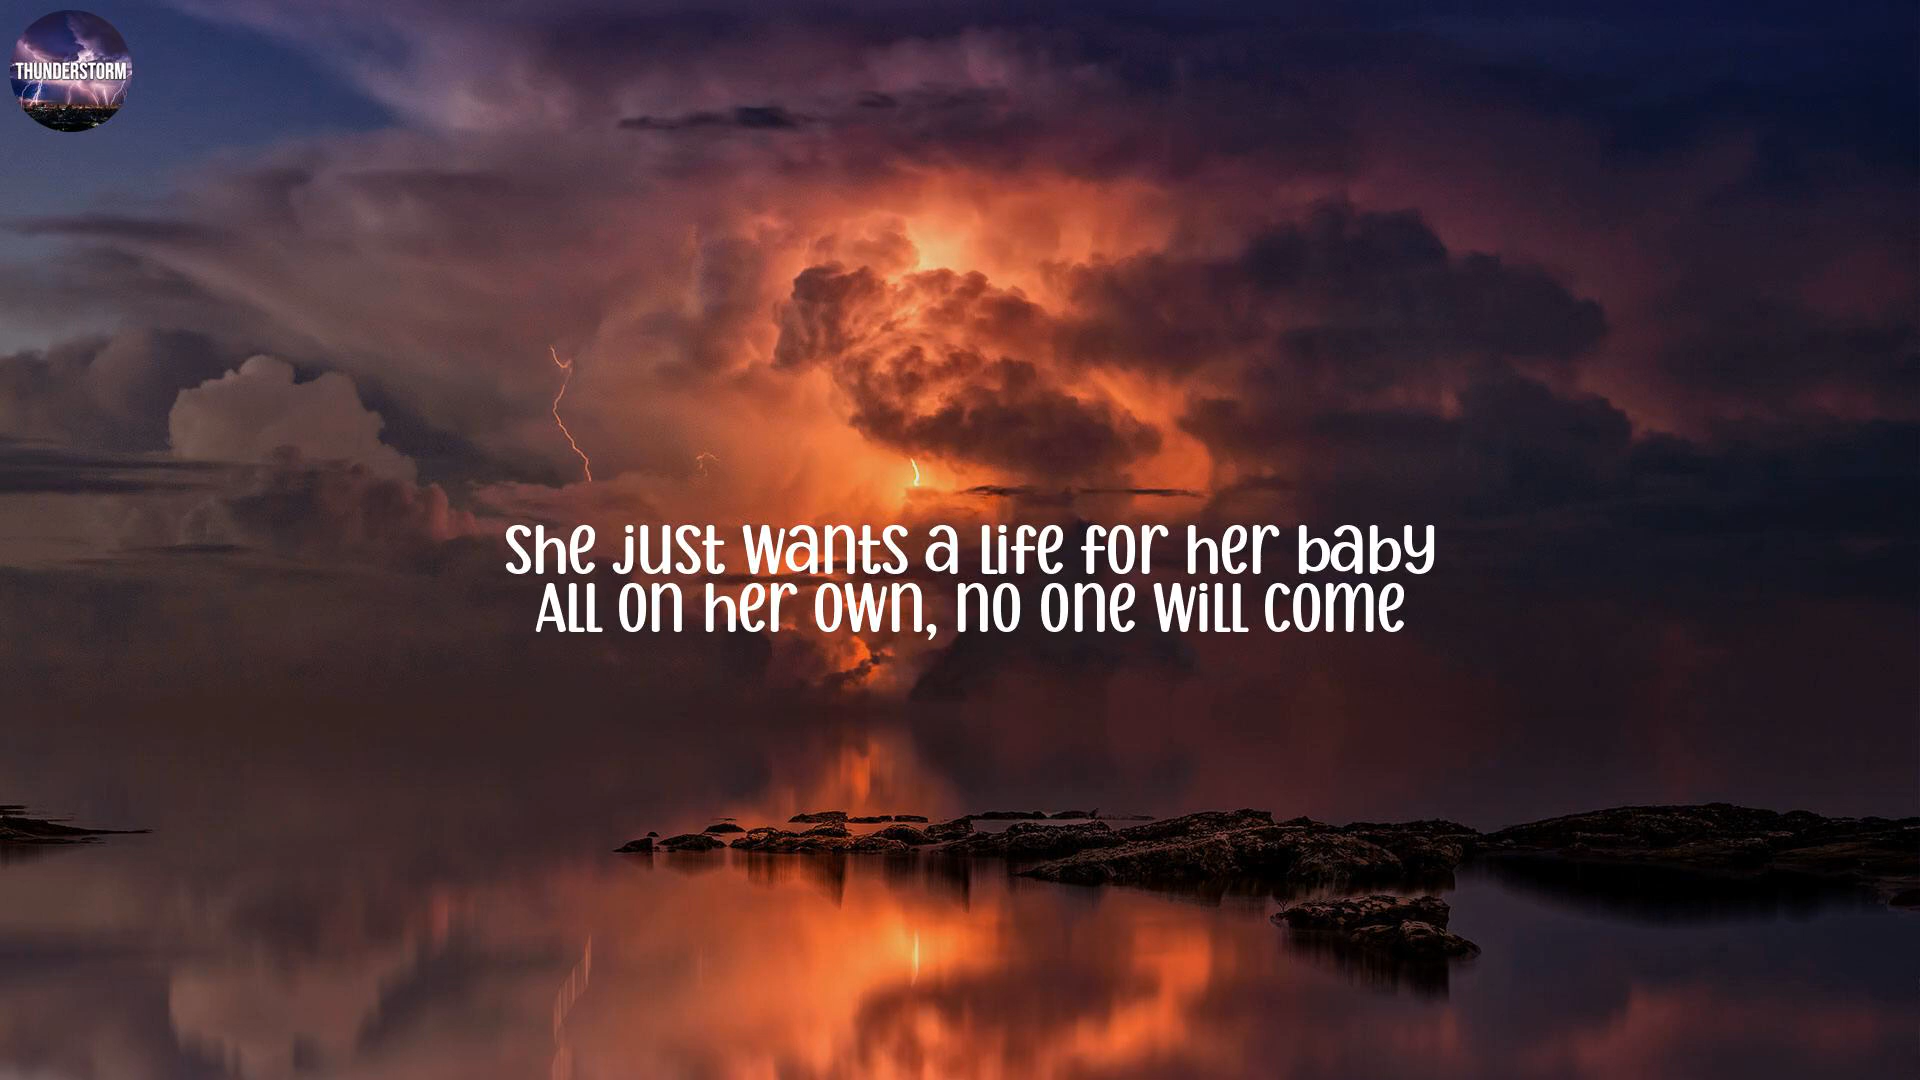 THUNDERSTORM
She just wants a life for her baby
All on her own, no one will come